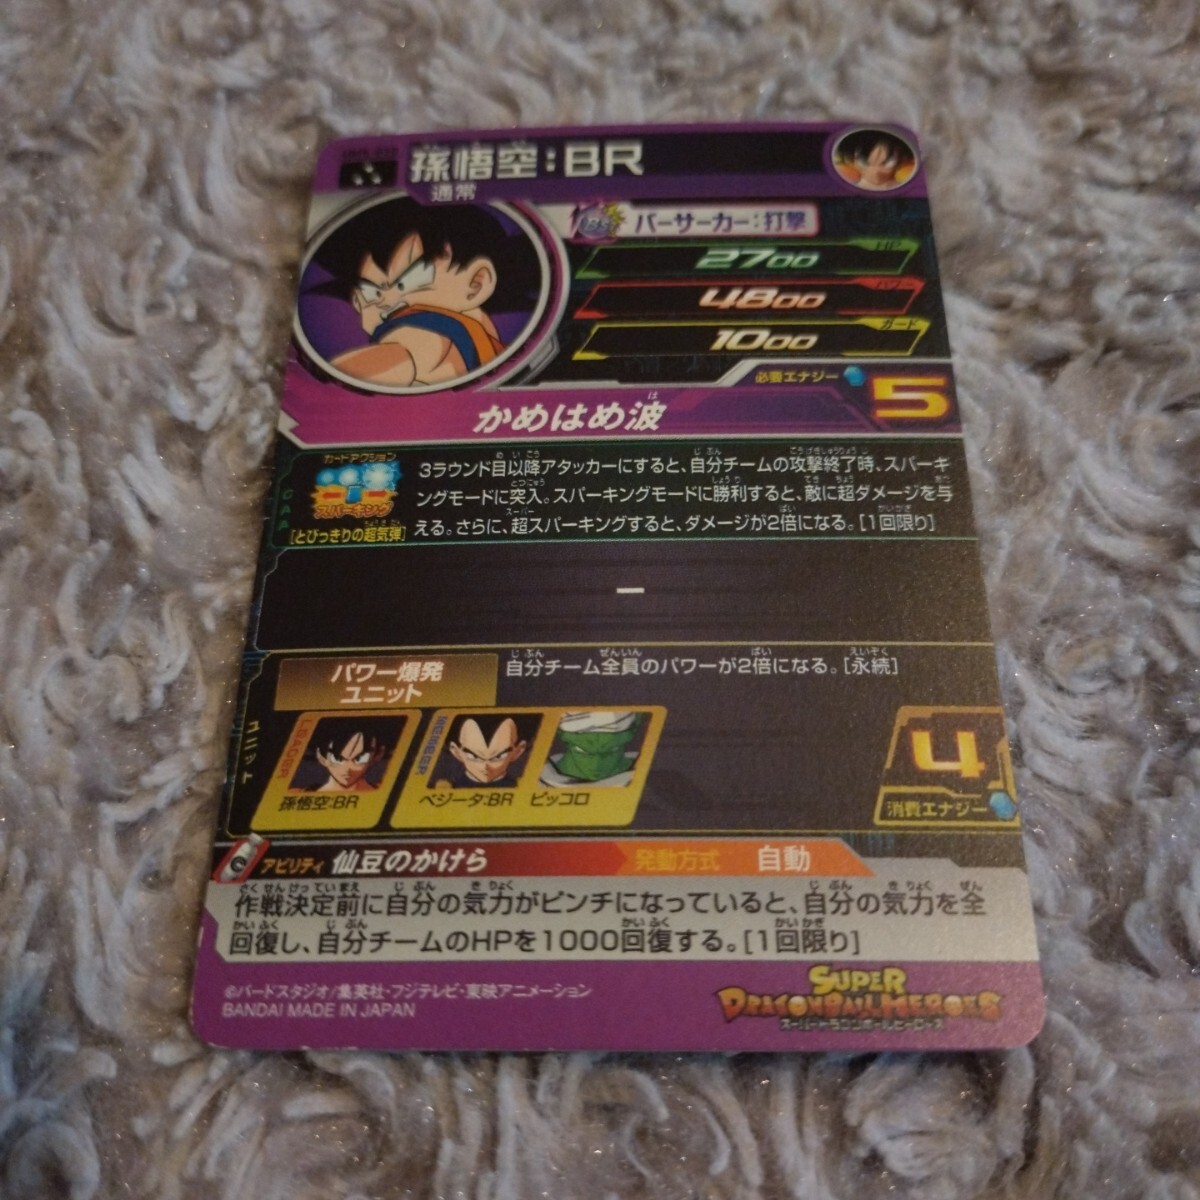 孫悟空:BR
通常
バーサーカー:打撃
HP
2700
パワー
4800
ガード
1000
必要エナジー 5
かめはめ波
は
CAA
カードアクション
スパーキング
[とびっきりの超気弾]
3ラウンド目以降アタッカーにすると、自分チームの攻撃終了時、スパーキ
ングモードに突入。スパーキングモードに勝利すると、敵に超ダメージを与
える。さらに、超スパーキングすると、ダメージが2倍になる。[1回限り]
ー
ユニット
パワー爆発
ユニット
自分チーム全員のパワーが2倍になる。[永続]
LEADER
孫悟空:BR
MEMBER
ベジータ:BR
ピッコロ
4
消費エナジー
アビリティ 仙豆のかけら 発動方式 自動
作戦決定前に自分の気力がピンチになっていると、自分の気力を全
回復し、自分チームのHPを1000回復する。[1回限り]
©バードスタジオ/集英社・フジテレビ・東映アニメーション
BANDAI MADE IN JAPAN
SUPER
DRAGONBALL HEROES
スーパードラゴンボールヒーローズ